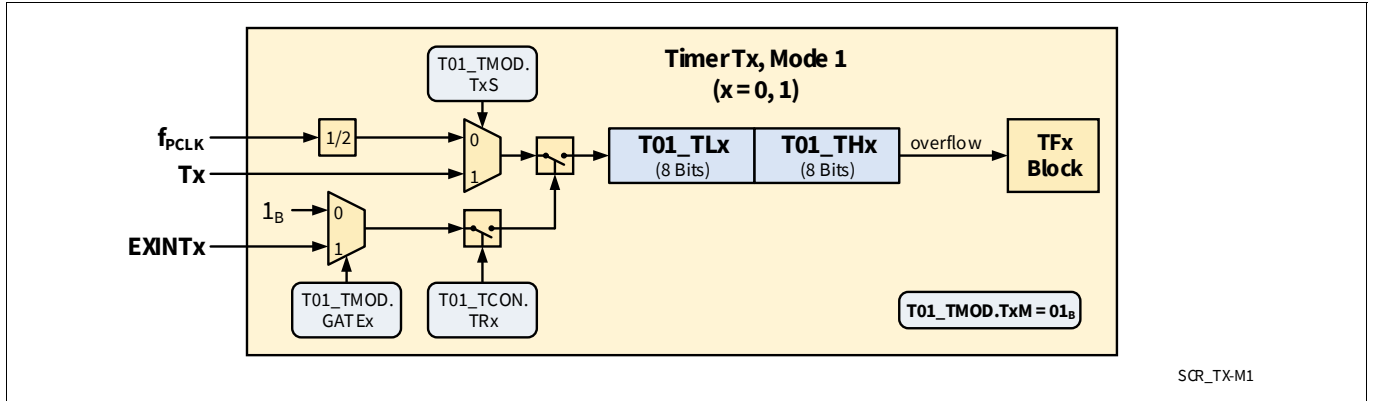 Timer Tx, Mode 1
(x = 0, 1)
T01_TMOD.
TxS
fPCLK
1/2
0
1
Tx
T01_TLx
(8 Bits)
T01_THx
(8 Bits)
overflow
TFx
Block
1B
0
1
EXINTx
T01_TMOD.
GATEx
T01_TCON.
TRx
T01_TMOD.TxM = 01B
SCR_TX-M1